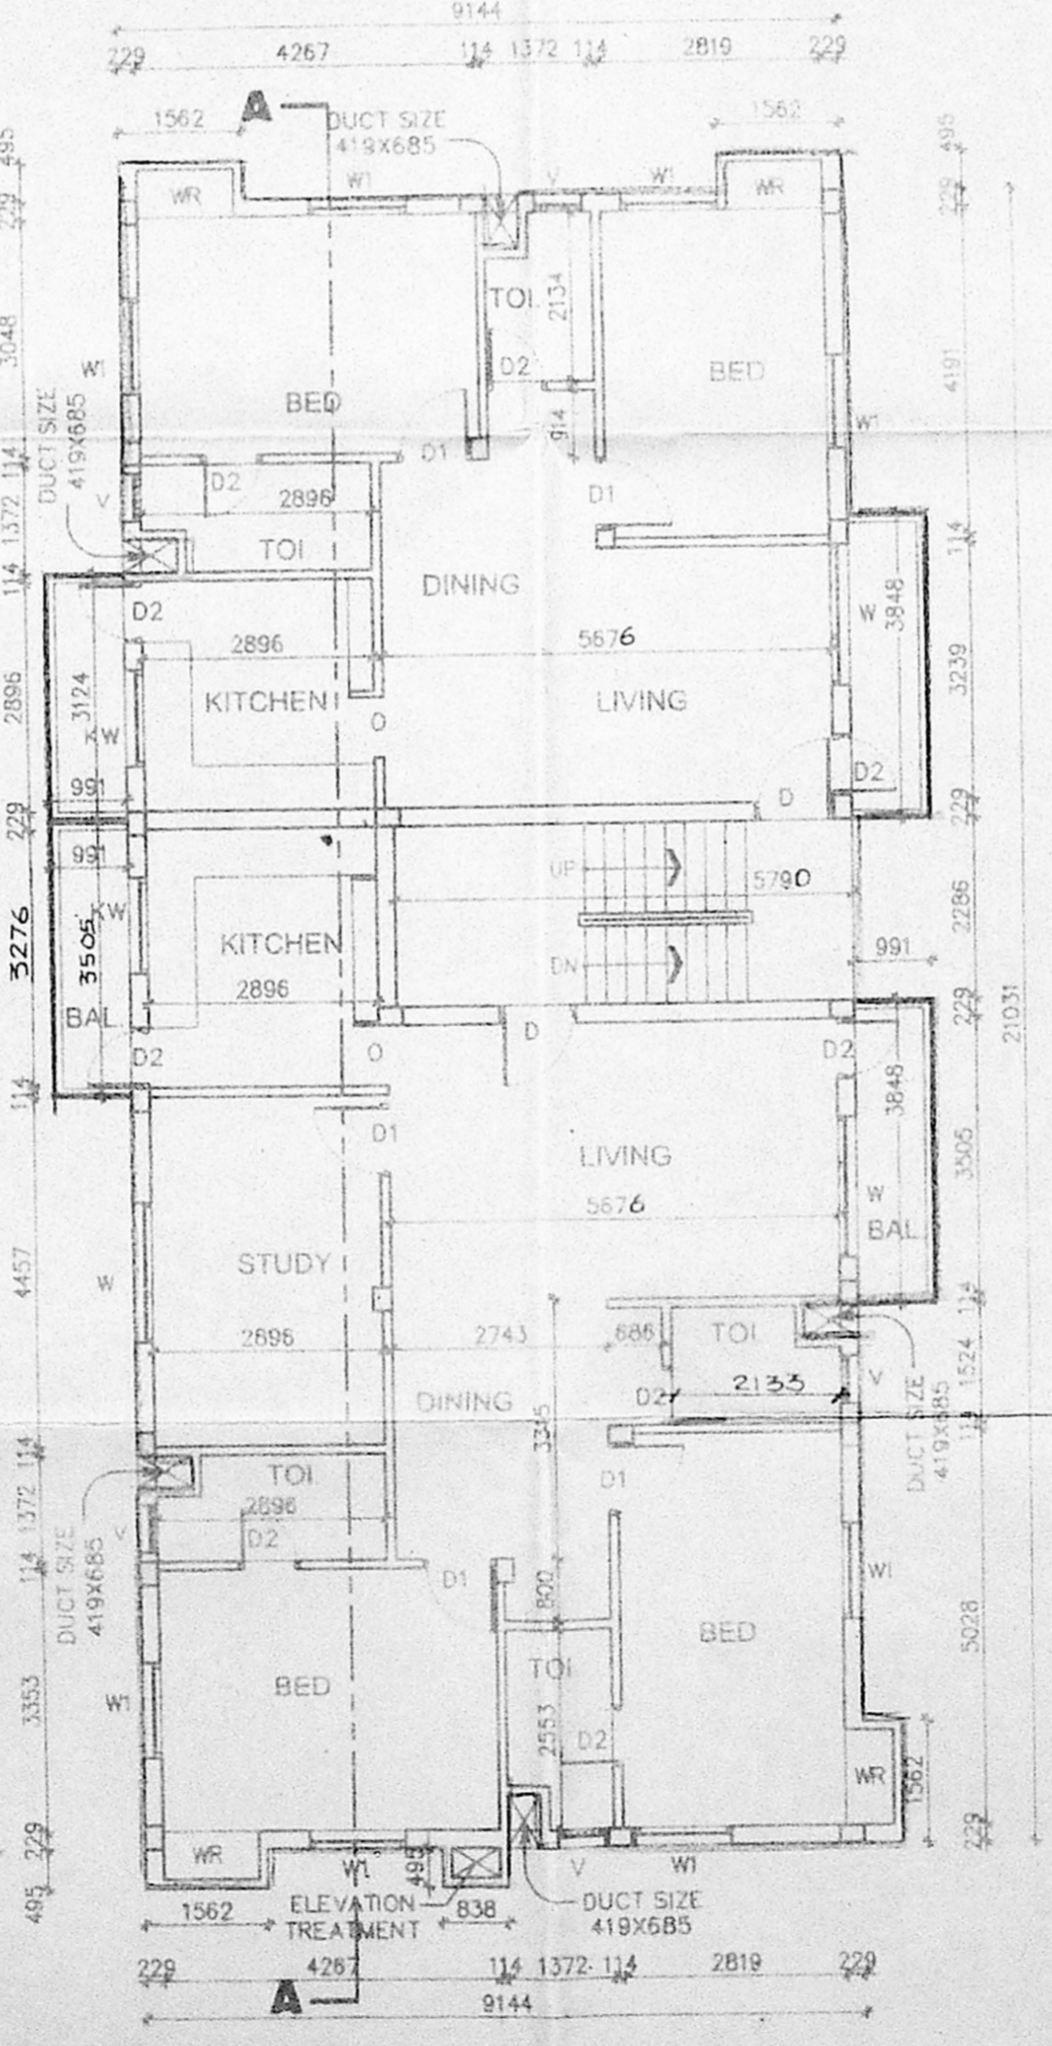 9144
229 4267 114 1372 114 2819 229
1562
A
DUCT SIZE
419X685
1562
495
495
WR
W1
V
W1
WR
229
229
TOI.
2134
3048
W1
BED
D2
BED
4191
W1
DUCT SIZE
419X685
914
D1
114
V
D2
2896
D1
1372
TOI
114
114
D2
DINING
W
3848
2896
5676
2896
3124
KITCHEN
LIVING
3239
KW
O
991
D
D2
229
229
991
UP
5790
KW
3276
3505
KITCHEN
2286
991
DN
BAL
2896
229
21031
D
D2
O
D2
114
3848
D1
LIVING
3505
W
5676
BAL
STUDY
4457
W
114
2896
2743
686
TOI
1524
D2
2133
V
DUCT SIZE
419X685
DINING
3315
114
114
TOI
D1
1372
2896
V
D2
114
DUCT SIZE
419X685
D1
800
W1
BED
5028
TOI
BED
3353
W1
2553
D2
WR
1562
229
229
WR
W1
495
V
W1
495
1562
ELEVATION
TREATMENT
838
DUCT SIZE
419X685
229 4267 114 1372 114 2819 229
A
9144